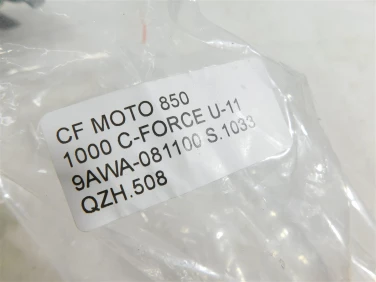 CF MOTO 850
1000 C-FORCE U-11
9AWA-081100 S.1033
QZH.508